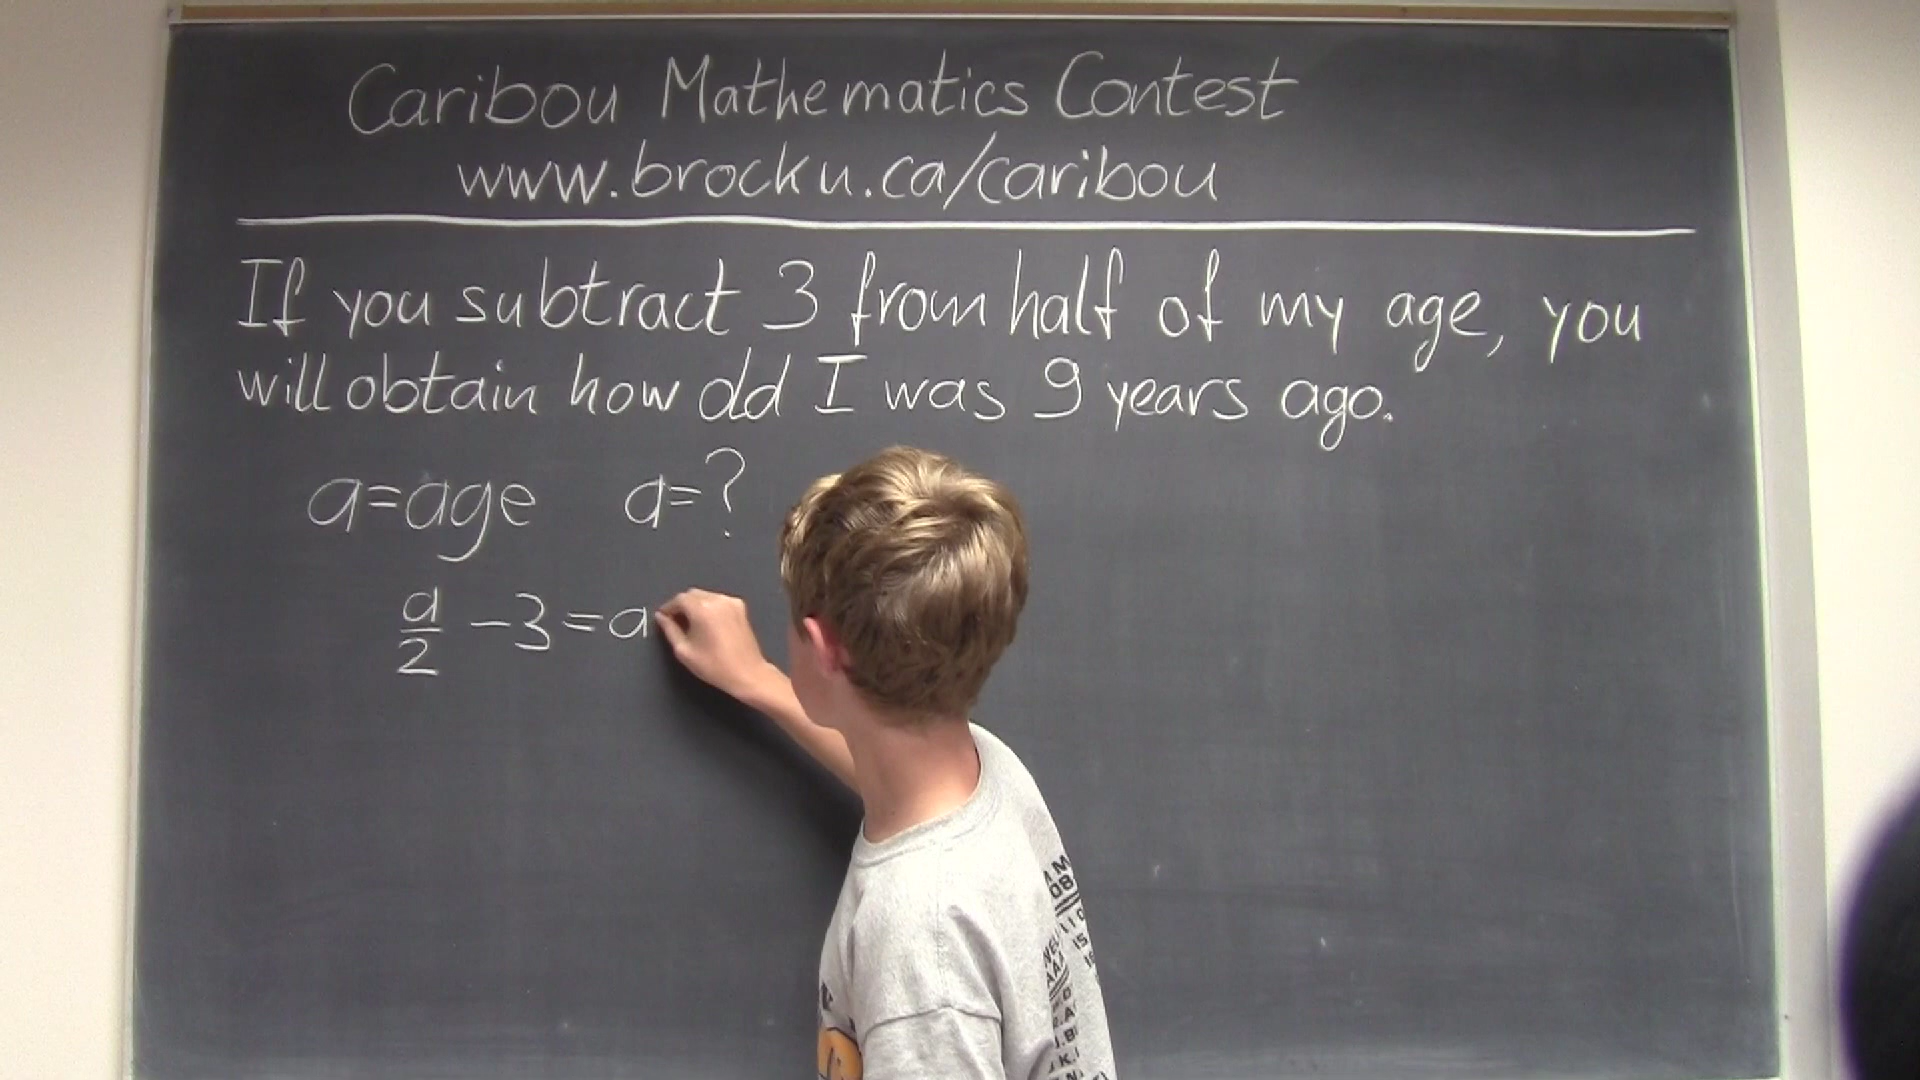 Caribou Mathematics Contest
www.brocku.ca/caribou
If you subtract 3 from half of my age, you
will obtain how old I was 9 years ago.
a=age a=?
a/2 -3=a